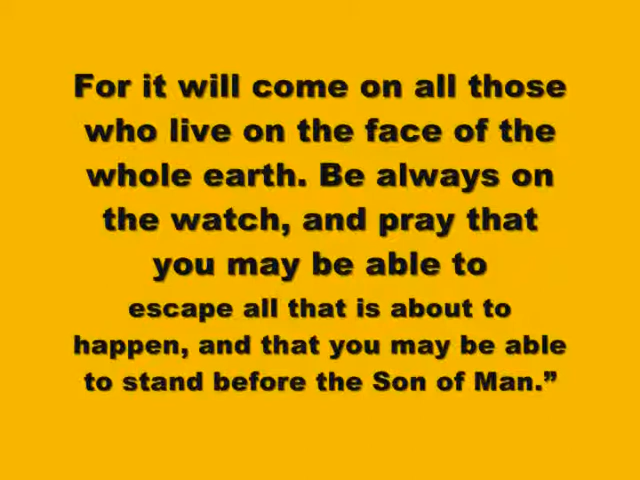 For it will come on all those
who live on the face of the
whole earth. Be always on
the watch, and pray that
you may be able to
escape all that is about to
happen, and that you may be able
to stand before the Son of Man.”